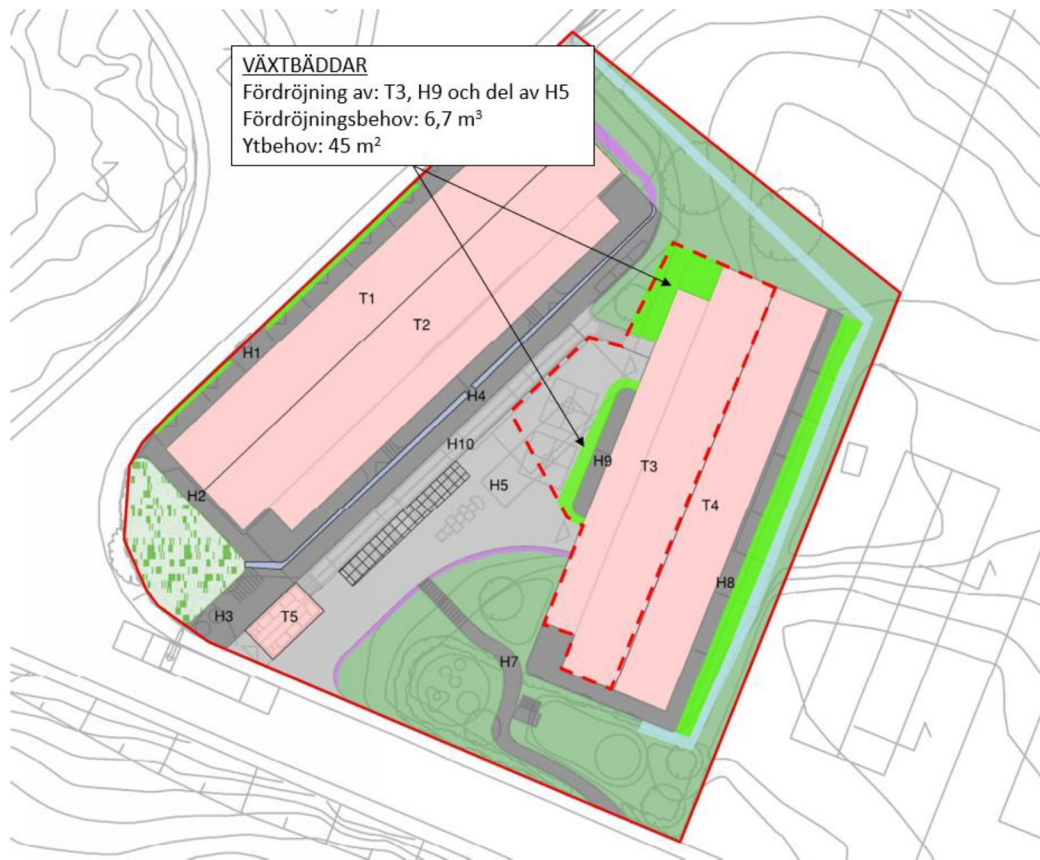 VÄXTBÄDDAR
Fördröjning av: T3, H9 och del av H5
Fördröjningsbehov: 6,7 m³
Ytbehov: 45 m²
T1
T2
H1
H4
H10
H9
T3
H5
T4
H2
H8
H3
T5
H7